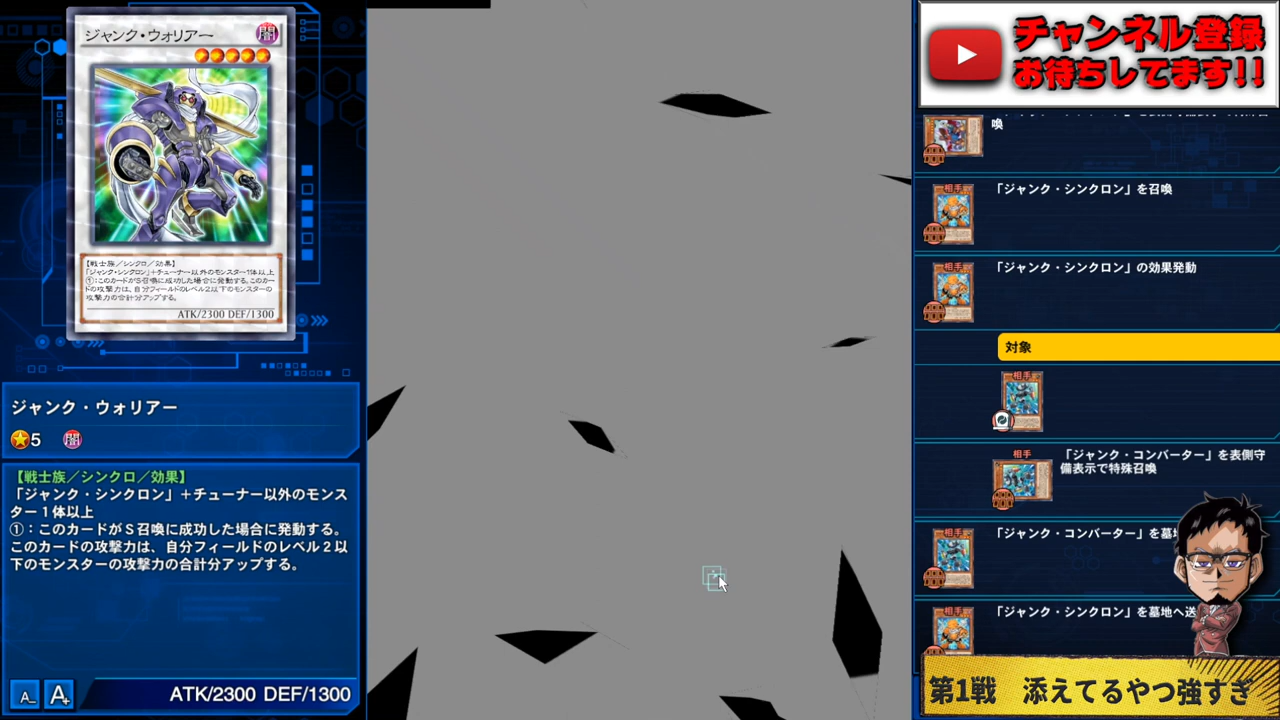 ジャンク・ウォリアー
闇
【戦士族/シンクロ/効果】
「ジャンク・シンクロン」+チューナー以外のモンスター1体以上
①:このカードがS召喚に成功した場合に発動する。このカー
ドの攻撃力は、自分フィールドのレベル2以下のモンスターの
攻撃力の合計分アップする。
ATK/2300 DEF/1300
ジャンク・ウォリアー
5 闇
【戦士族/シンクロ/効果】
「ジャンク・シンクロン」+チューナー以外のモンス
ター1体以上
①:このカードがS召喚に成功した場合に発動する。
このカードの攻撃力は、自分フィールドのレベル2以
下のモンスターの攻撃力の合計分アップする。
A- A+ ATK/2300 DEF/1300
チャンネル登録
お待ちしてます!!
喚
相手
「ジャンク・シンクロン」を召喚
「ジャンク・シンクロン」の効果発動
対象
相手
相手
「ジャンク・コンバーター」を表側守
備表示で特殊召喚
相手
「ジャンク・コンバーター」を墓
相手
「ジャンク・シンクロン」を墓地へ送
第1戦 添えてるやつ強すぎ